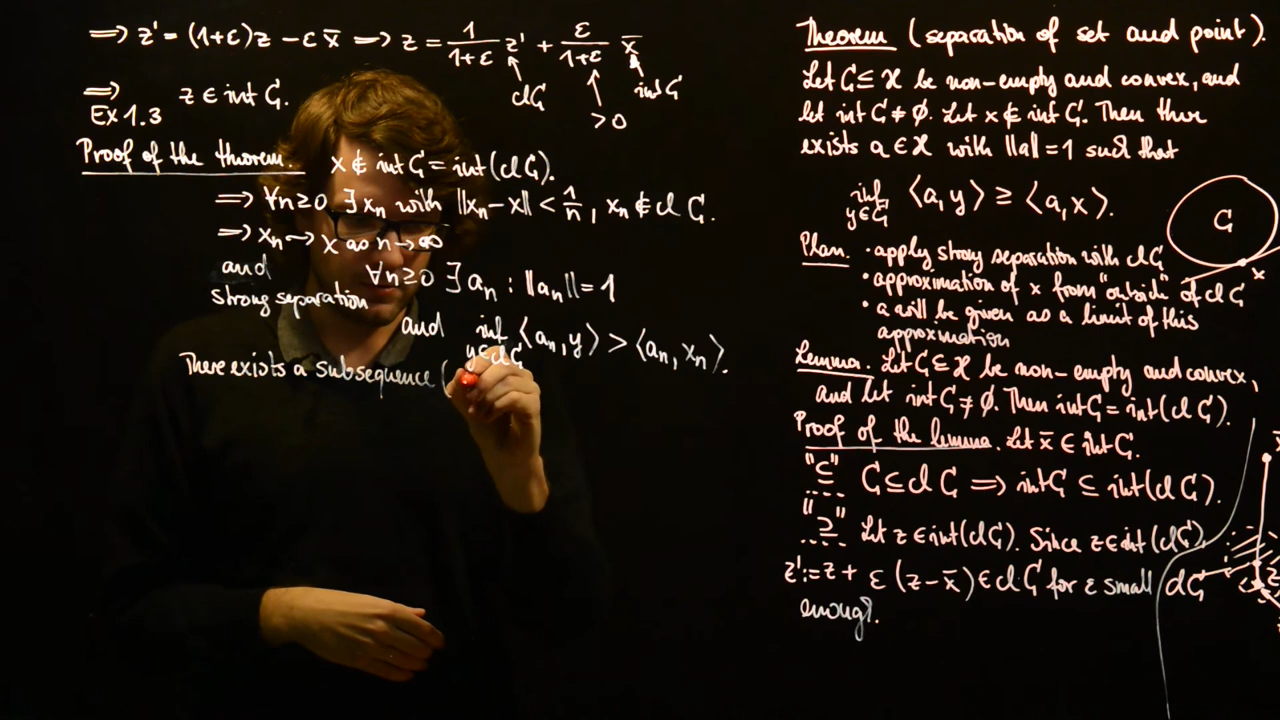 ⟹ z' = (1+ε)z − εx̄ ⟹ z = 1/(1+ε) z' + ε/(1+ε) x̄
cl C
>0
int C
⟹ z ∈ int C.
Ex 1.3
Proof of the theorem. x ∉ int C = int(cl C).
⟹ ∀n≥0 ∃ xₙ with ||xₙ−x|| < 1/n, xₙ ∉ cl C.
⟹ xₙ → x as n → ∞
and ∀n≥0 ∃ aₙ : ||aₙ|| = 1
strong separation
and inf y∈cl C ⟨aₙ, y⟩ > ⟨aₙ, xₙ⟩.
There exists a subsequence (
Theorem (separation of set and point).
Let C ⊆ ℋ be non-empty and convex, and
let int C ≠ ∅. Let x ∉ int C. Then there
exists a ∈ ℋ with ||a|| = 1 such that
inf y∈C ⟨a, y⟩ ≥ ⟨a, x⟩.
C
x
Plan. • apply strong separation with cl C
• approximation of x from "outside" of cl C
• a will be given as a limit of this
approximation
Lemma. Let C ⊆ ℋ be non-empty and convex,
and let int C ≠ ∅. Then int C = int(cl C).
Proof of the lemma. Let x̄ ∈ int C.
"⊆" C ⊆ cl C ⟹ int C ⊆ int(cl C).
"⊇" Let z ∈ int(cl C). Since z ∈ int(cl C),
z' := z + ε(z−x̄) ∈ cl C for ε small
enough.
cl C